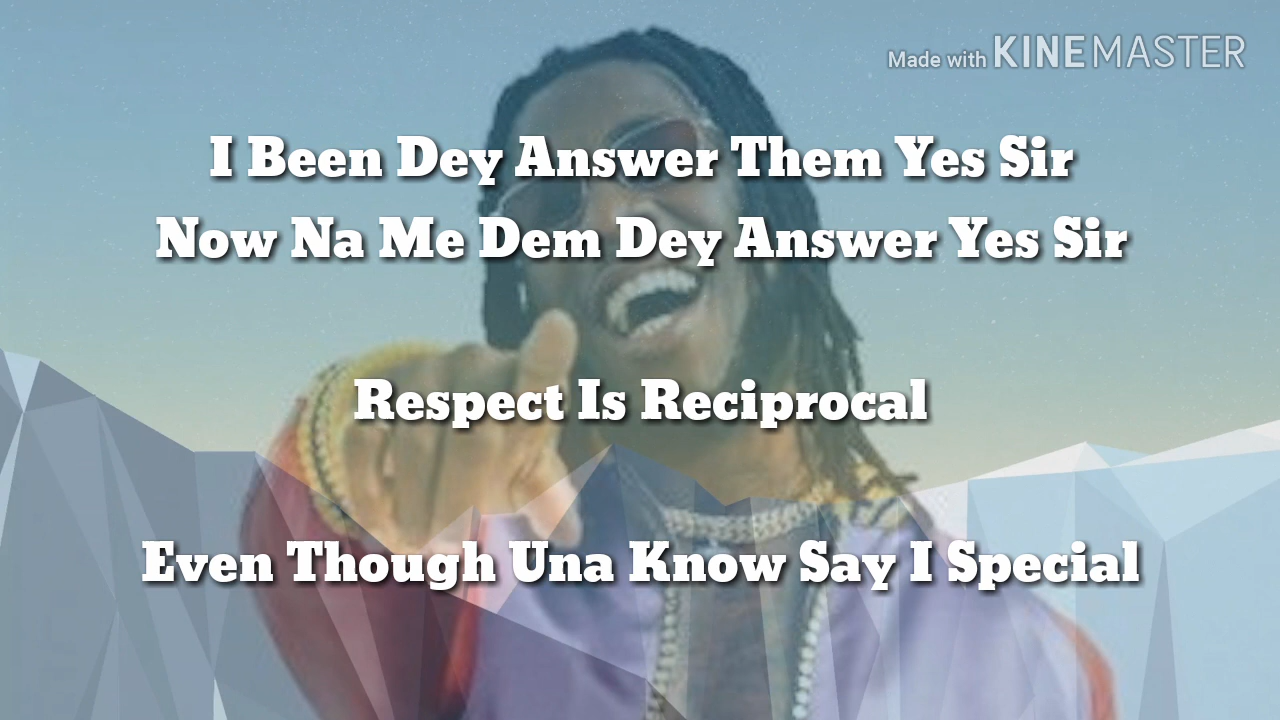 Made with KINEMASTER
I Been Dey Answer Them Yes Sir
Now Na Me Dem Dey Answer Yes Sir
Respect Is Reciprocal
Even Though Una Know Say I Special